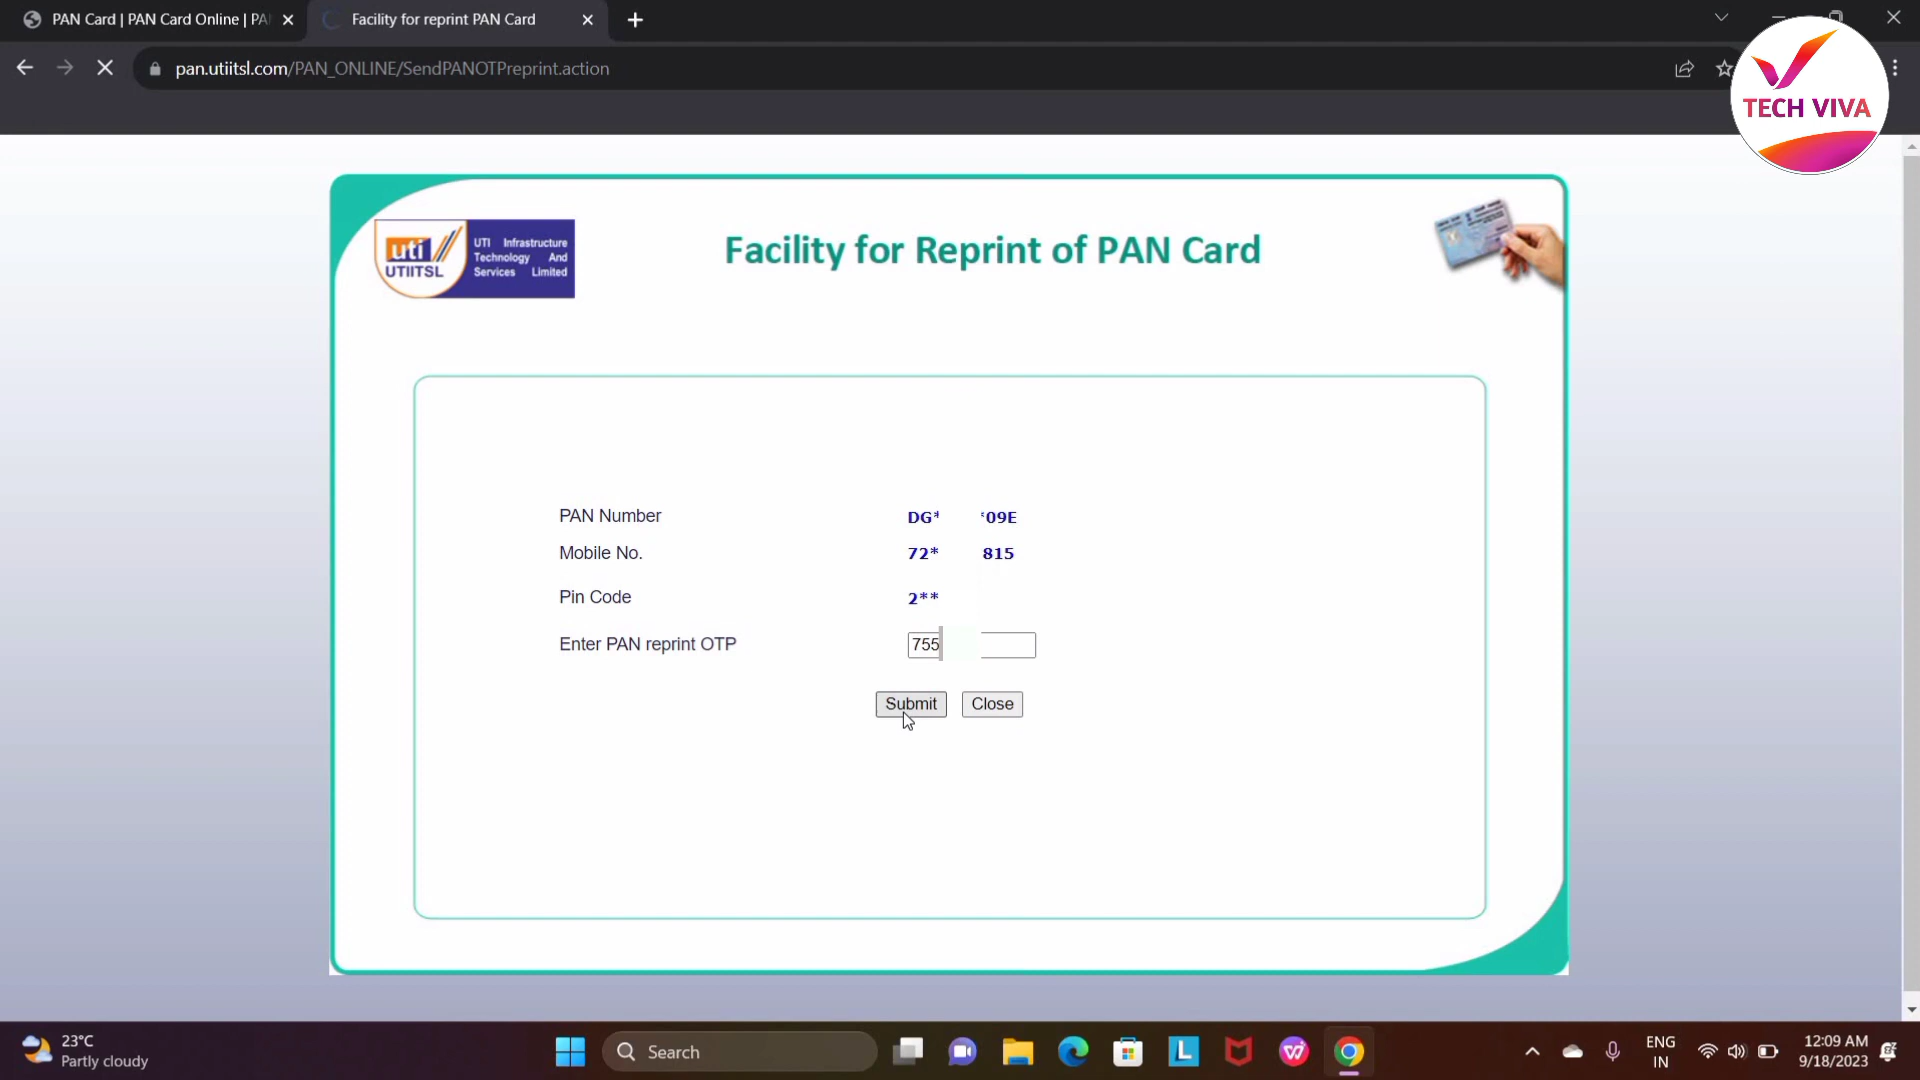 PAN Card | PAN Card Online | PA
Facility for reprint PAN Card
pan.utiitsl.com/PAN_ONLINE/SendPANOTPreprint.action
TECH VIVA
uti
UTIITSL
UTI Infrastructure
Technology And
Services Limited
Facility for Reprint of PAN Card
PAN Number DG* *09E
Mobile No. 72* 815
Pin Code 2**
Enter PAN reprint OTP 755
Submit Close
23°C
Partly cloudy
Search
L
ENG
IN
12:09 AM
9/18/2023